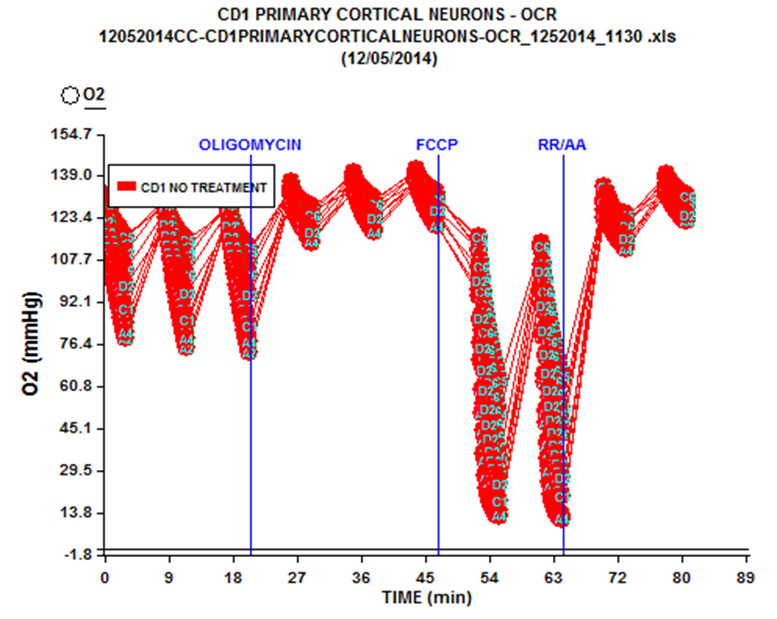 CD1 PRIMARY CORTICAL NEURONS - OCR
12052014CC-CD1PRIMARYCORTICALNEURONS-OCR_1252014_1130 .xls
(12/05/2014)
O2
OLIGOMYCIN FCCP RR/AA
CD1 NO TREATMENT
154.7
139.0
123.4
107.7
92.1
76.4
60.8
45.1
29.5
13.8
-1.8
O2 (mmHg)
0 9 18 27 36 45 54 63 72 80 89
TIME (min)